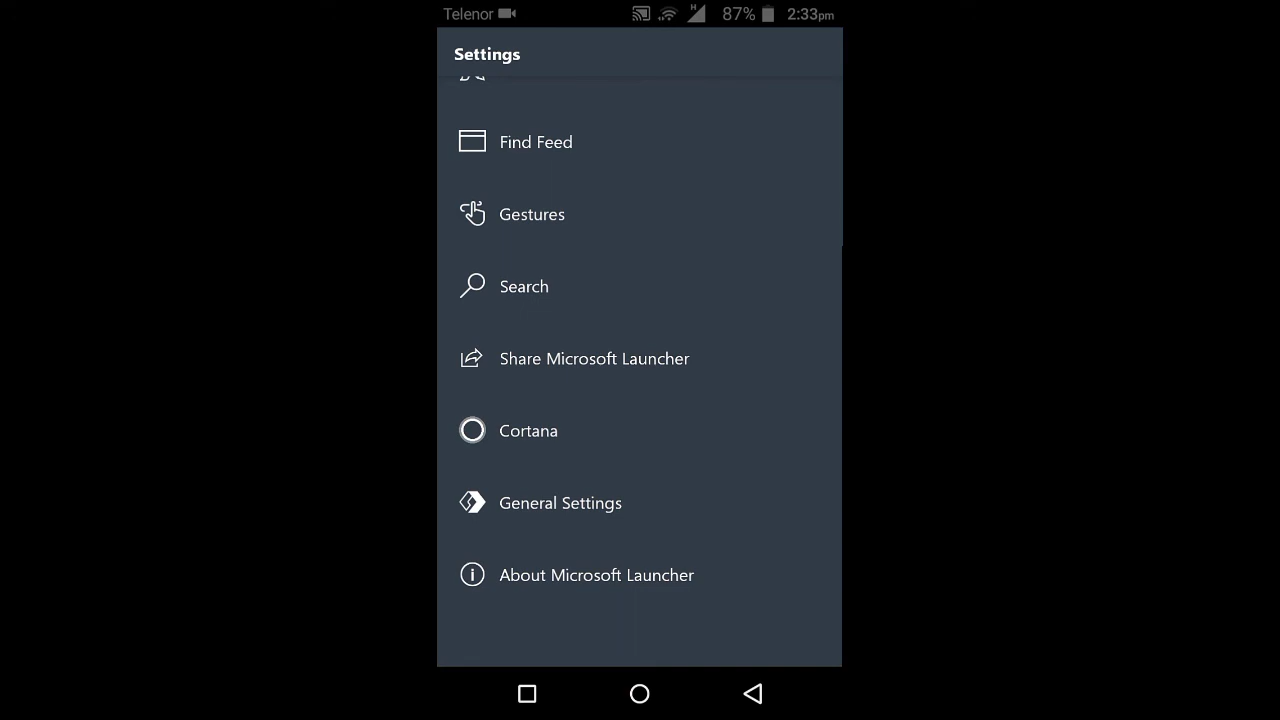 Telenor
H
87%
2:33pm
Settings
Find Feed
Gestures
Search
Share Microsoft Launcher
Cortana
General Settings
About Microsoft Launcher